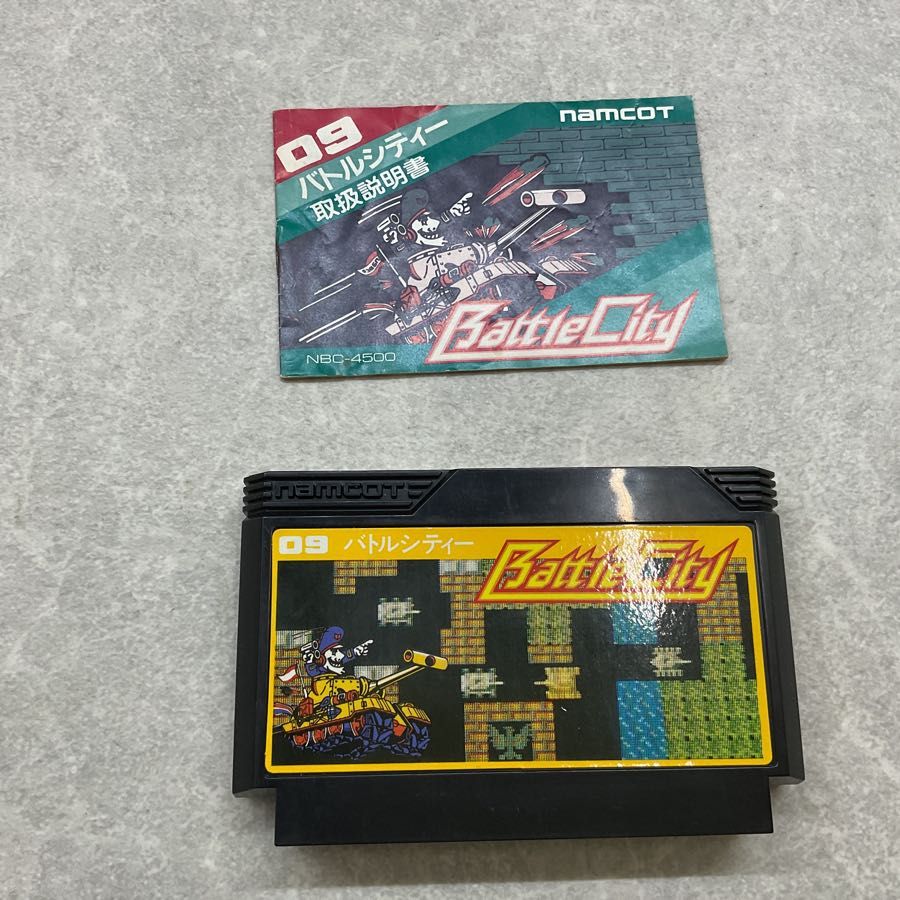 09
namcot
バトルシティー
取扱説明書
BattleCity
NBC-4500
namcot
09 バトルシティー
BattleCity